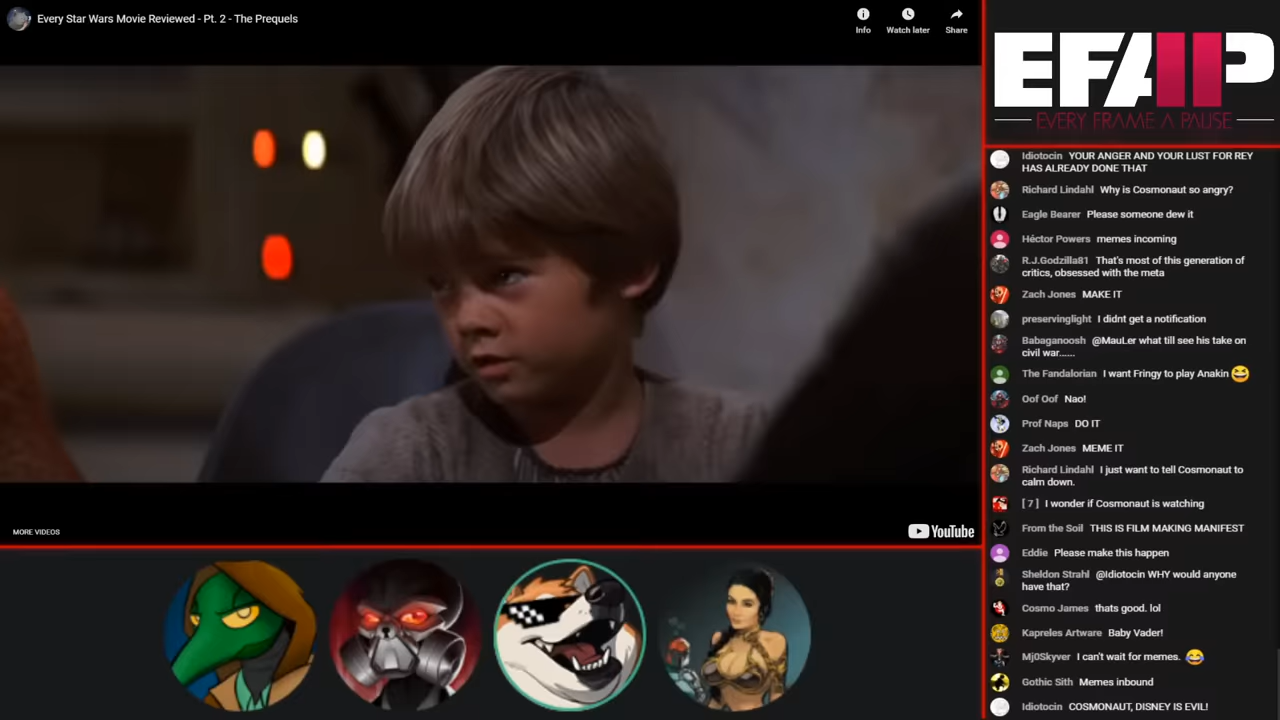 Every Star Wars Movie Reviewed - Pt. 2 - The Prequels
Info
Watch later
Share
EFAP
EVERY FRAME A PAUSE
Idiotocin YOUR ANGER AND YOUR LUST FOR REY
HAS ALREADY DONE THAT
Richard Lindahl Why is Cosmonaut so angry?
Eagle Bearer Please someone dew it
Héctor Powers memes incoming
R.J.Godzilla81 That's most of this generation of
critics, obsessed with the meta
Zach Jones MAKE IT
preservinglight I didnt get a notification
Babaganoosh @MauLer what till see his take on
civil war......
The Fandalorian I want Fringy to play Anakin 😆
Oof Oof Nao!
Prof Naps DO IT
Zach Jones MEME IT
Richard Lindahl I just want to tell Cosmonaut to
calm down.
[ 7 ] I wonder if Cosmonaut is watching
From the Soil THIS IS FILM MAKING MANIFEST
Eddie Please make this happen
Sheldon Strahl @Idiotocin WHY would anyone
have that?
Cosmo James thats good. lol
Kapreles Artware Baby Vader!
Mj0Skyver I can't wait for memes. 😂
Gothic Sith Memes inbound
Idiotocin COSMONAUT, DISNEY IS EVIL!
MORE VIDEOS
YouTube